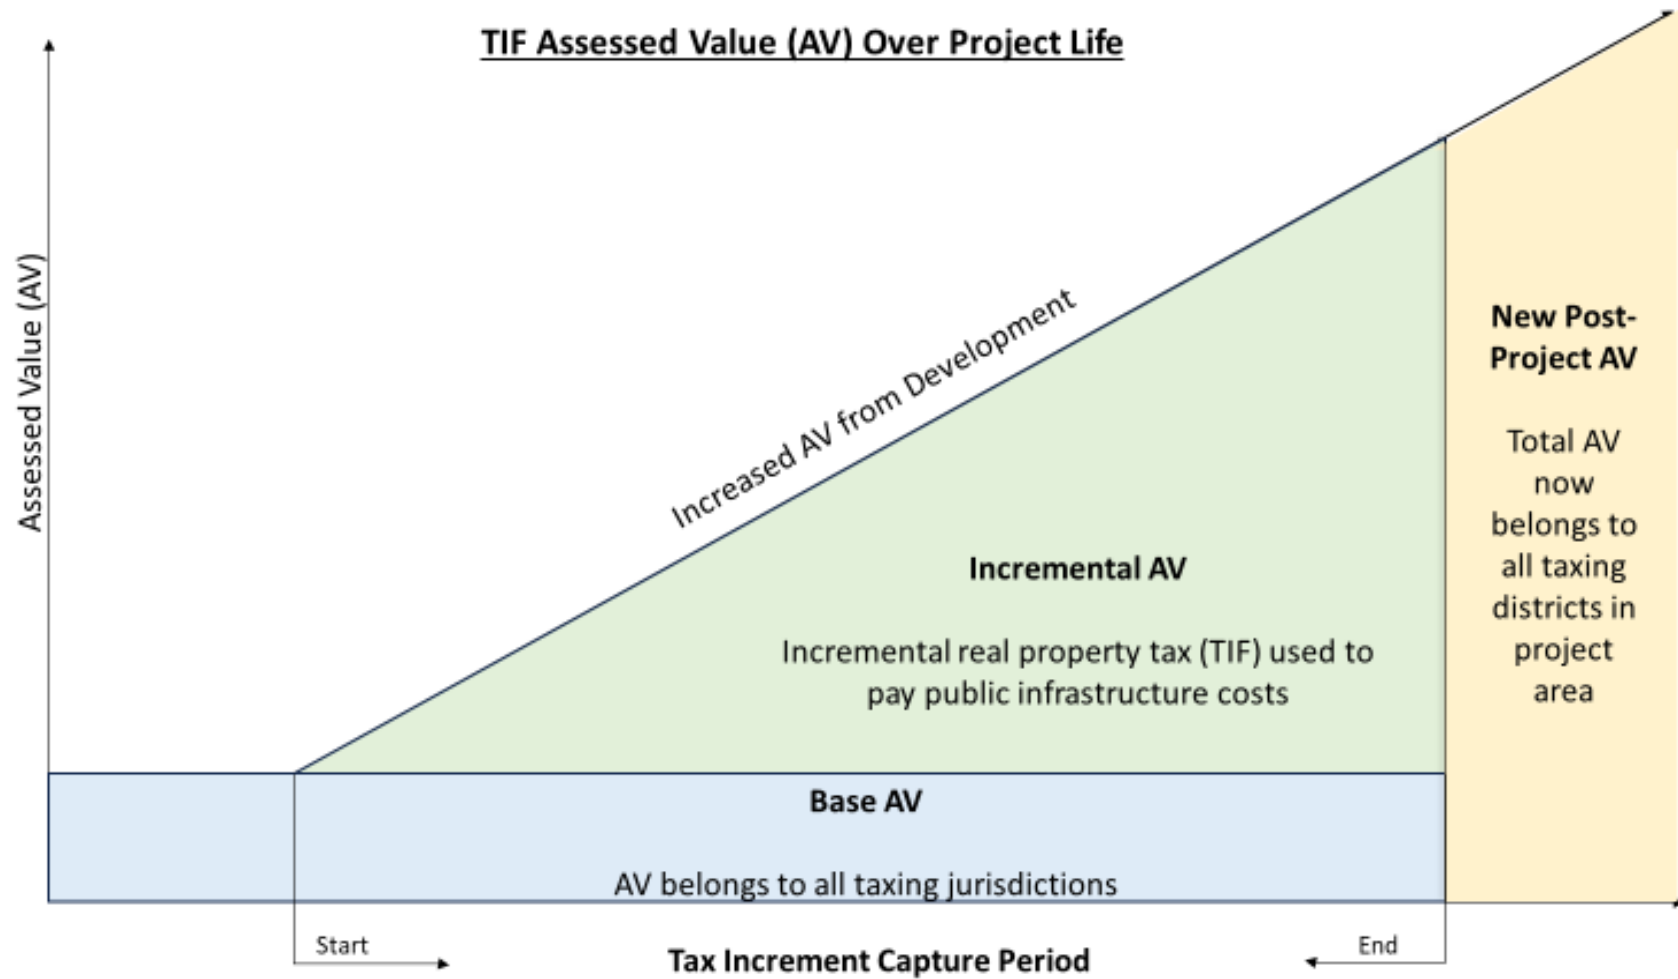 TIF Assessed Value (AV) Over Project Life
Assessed Value (AV)
Increased AV from Development
New Post-
Project AV
Total AV
now
belongs to
all taxing
districts in
project
area
Incremental AV
Incremental real property tax (TIF) used to
pay public infrastructure costs
Base AV
AV belongs to all taxing jurisdictions
Start
Tax Increment Capture Period
End